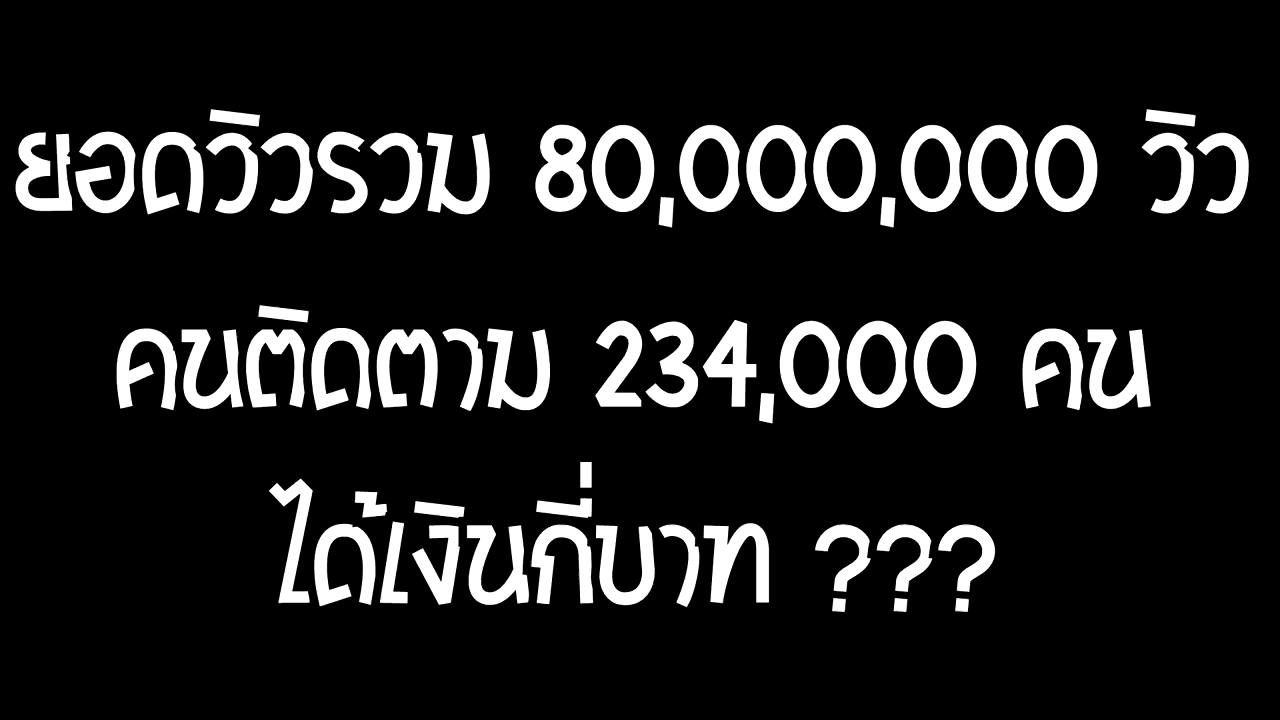 ยอดวิวรวม 80,000,000 วิว
คนติดตาม 234,000 คน
ได้เงินกี่บาท ???